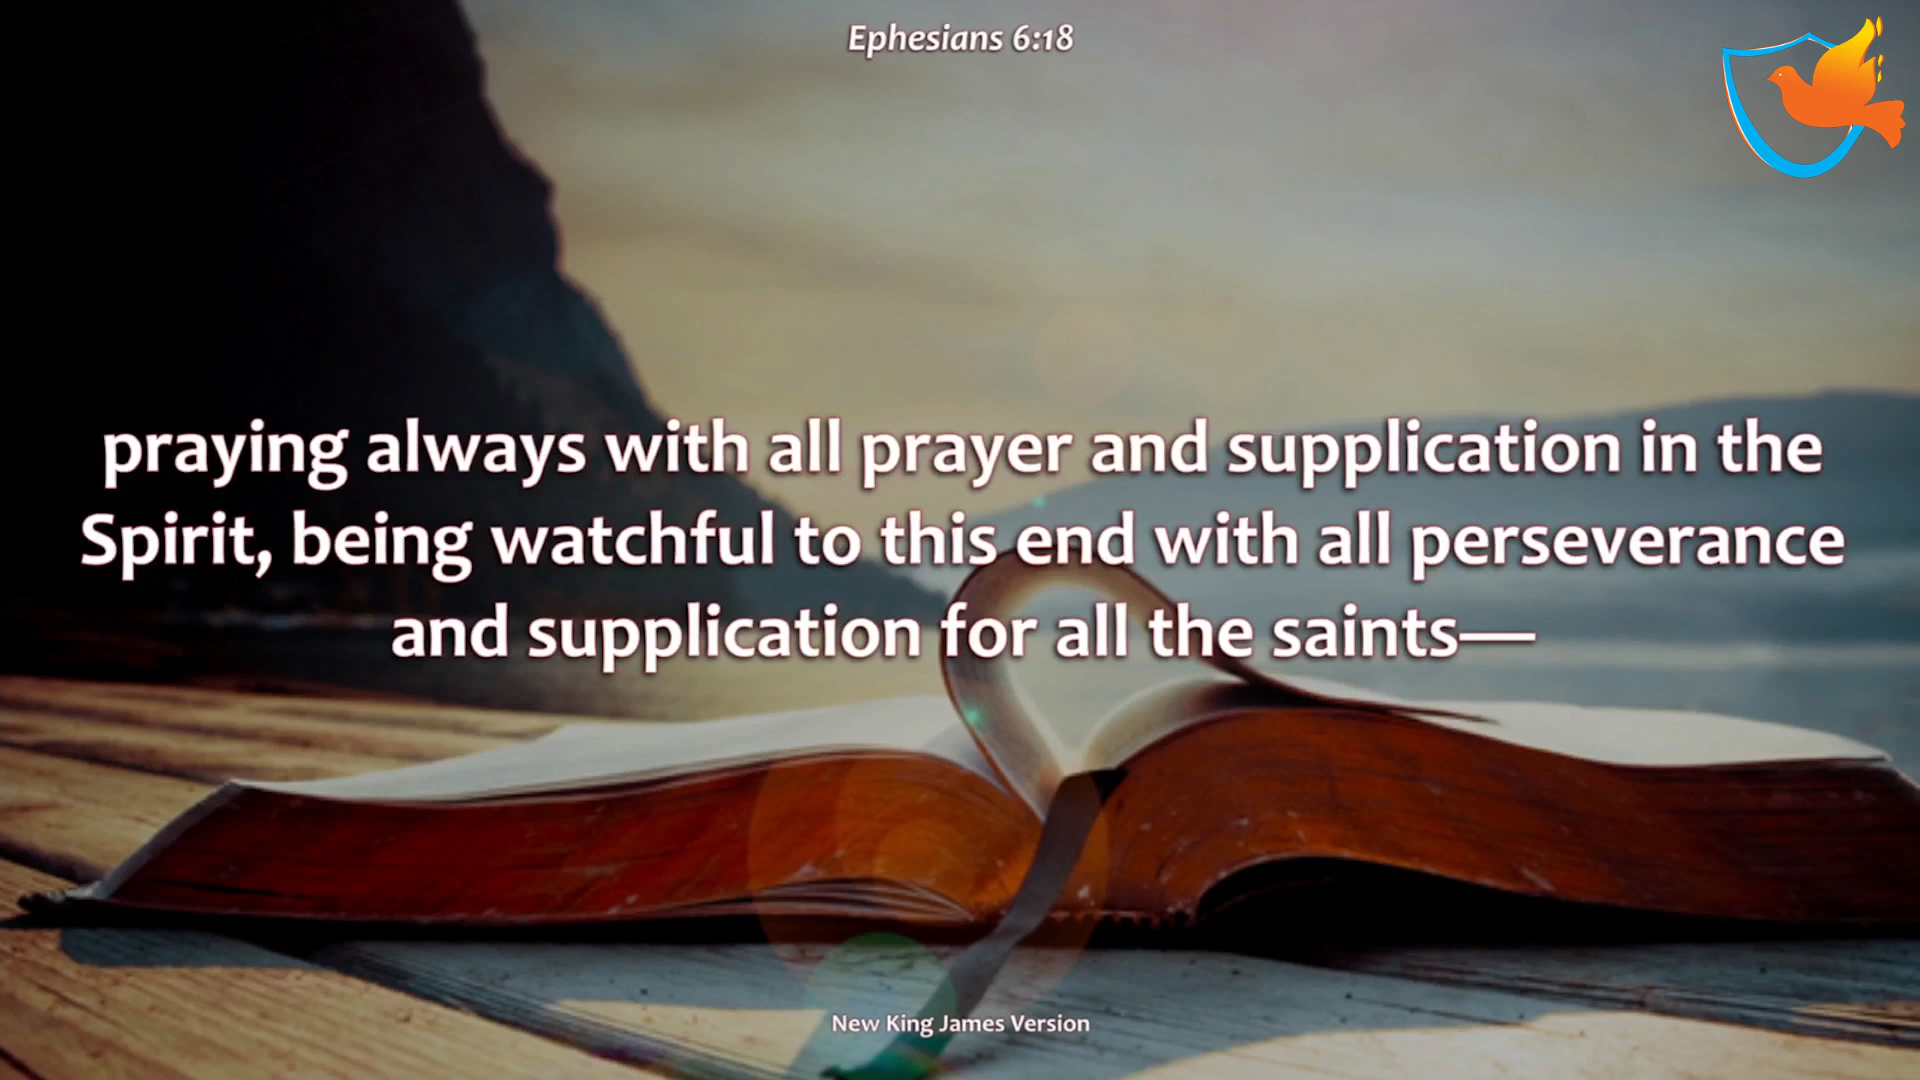 Ephesians 6:18
praying always with all prayer and supplication in the
Spirit, being watchful to this end with all perseverance
and supplication for all the saints—
New King James Version